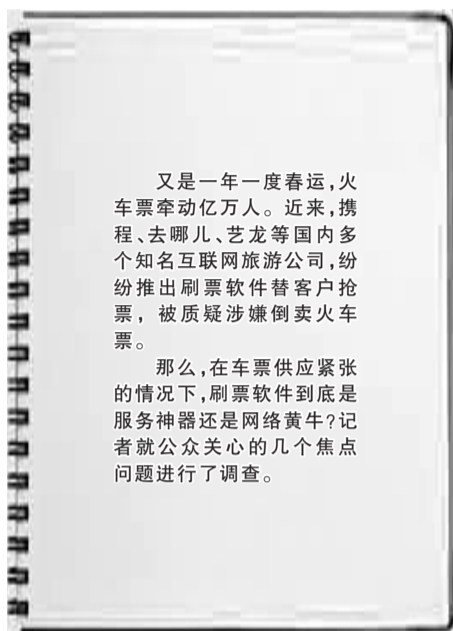 又是一年一度春运,火
车票牵动亿万人。近来,携
程、去哪儿、艺龙等国内多
个知名互联网旅游公司,纷
纷推出刷票软件替客户抢
票，被质疑涉嫌倒卖火车
票。
那么,在车票供应紧张
的情况下,刷票软件到底是
服务神器还是网络黄牛?记
者就公众关心的几个焦点
问题进行了调查。